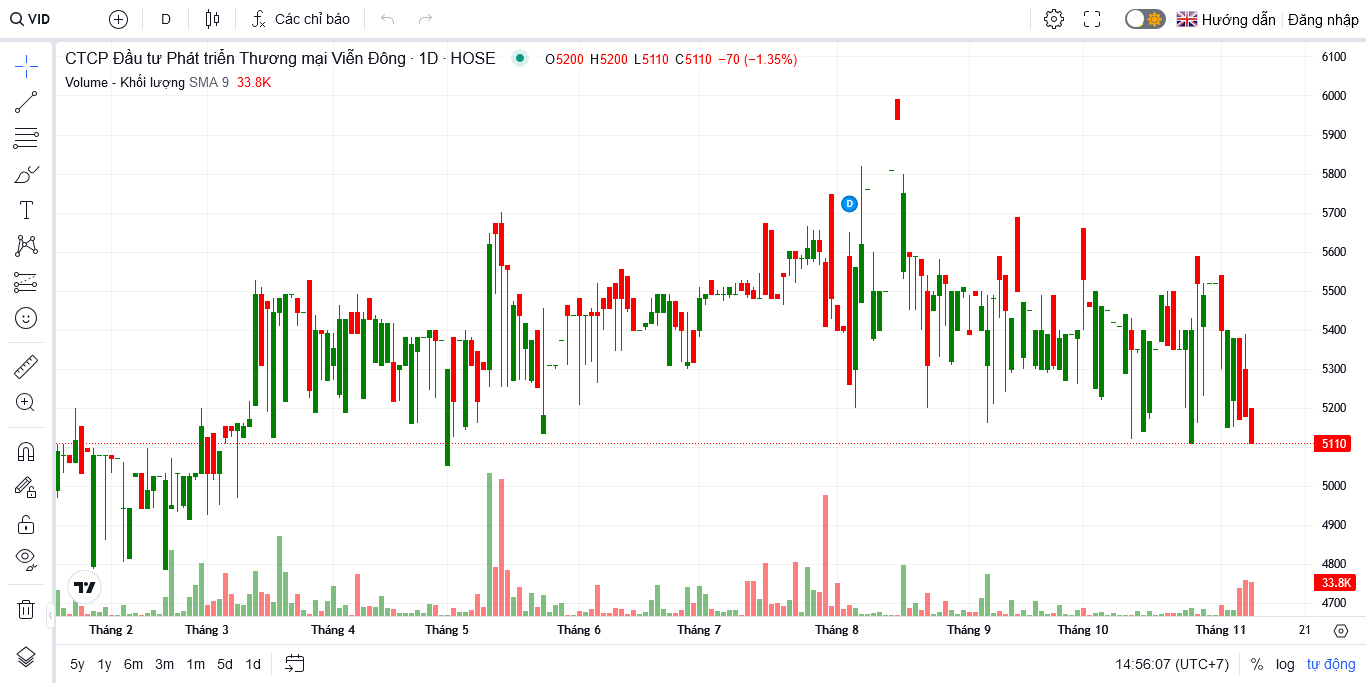 VID D Các chỉ báo Hướng dẫn Đăng nhập
CTCP Đầu tư Phát triển Thương mại Viễn Đông · 1D · HOSE O5200 H5200 L5110 C5110 −70 (−1.35%)
Volume - Khối lượng SMA 9 33.8K
6100
6000
5900
5800
5700
D
5600
5500
5400
5300
5200
5110
5000
4900
4800
33.8K
4700
Tháng 2 Tháng 3 Tháng 4 Tháng 5 Tháng 6 Tháng 7 Tháng 8 Tháng 9 Tháng 10 Tháng 11 21
5y 1y 6m 3m 1m 5d 1d 14:56:07 (UTC+7) % log tự động